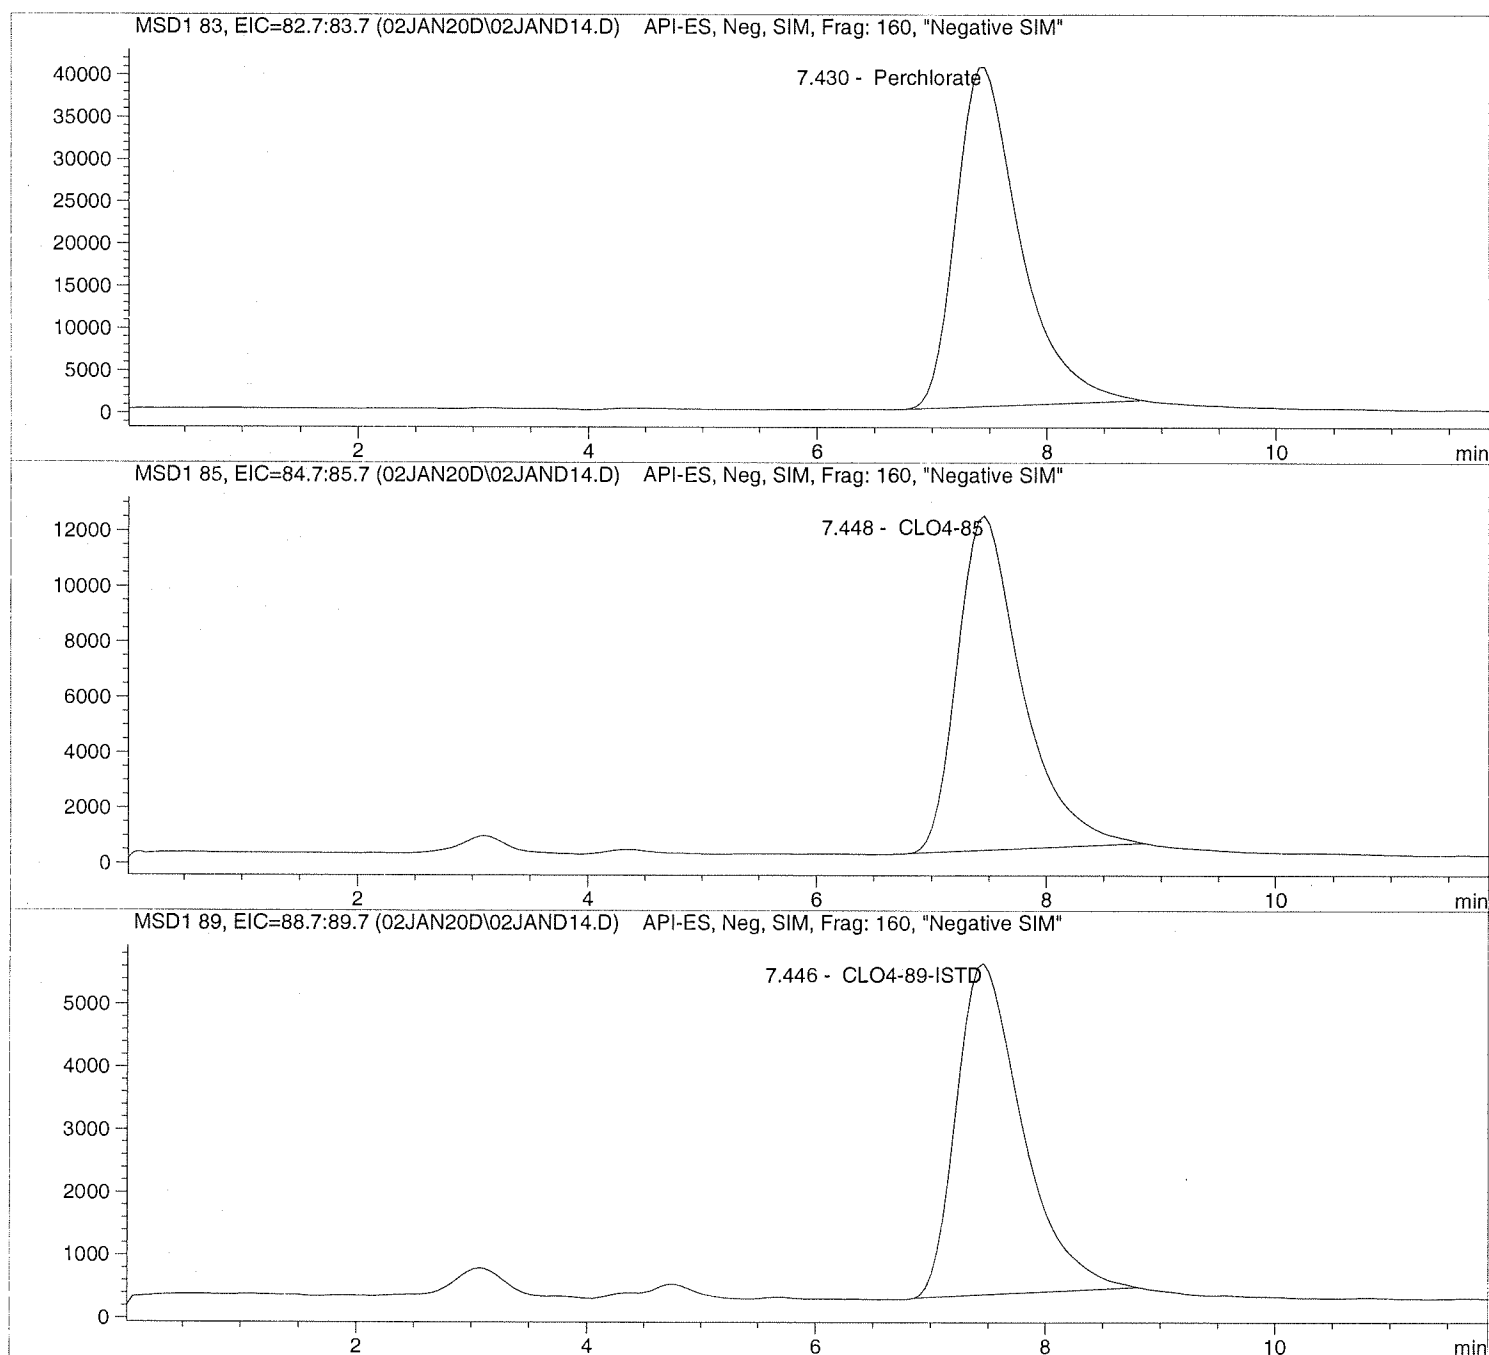 MSD1 83, EIC=82.7:83.7 (02JAN20D\02JAND14.D) API-ES, Neg, SIM, Frag: 160, "Negative SIM"
7.430 - Perchlorate
40000
35000
30000
25000
20000
15000
10000
5000
0
2 4 6 8 10 min
MSD1 85, EIC=84.7:85.7 (02JAN20D\02JAND14.D) API-ES, Neg, SIM, Frag: 160, "Negative SIM"
7.448 - CLO4-85
12000
10000
8000
6000
4000
2000
0
2 4 6 8 10 min
MSD1 89, EIC=88.7:89.7 (02JAN20D\02JAND14.D) API-ES, Neg, SIM, Frag: 160, "Negative SIM"
7.446 - CLO4-89-ISTD
5000
4000
3000
2000
1000
0
2 4 6 8 10 min